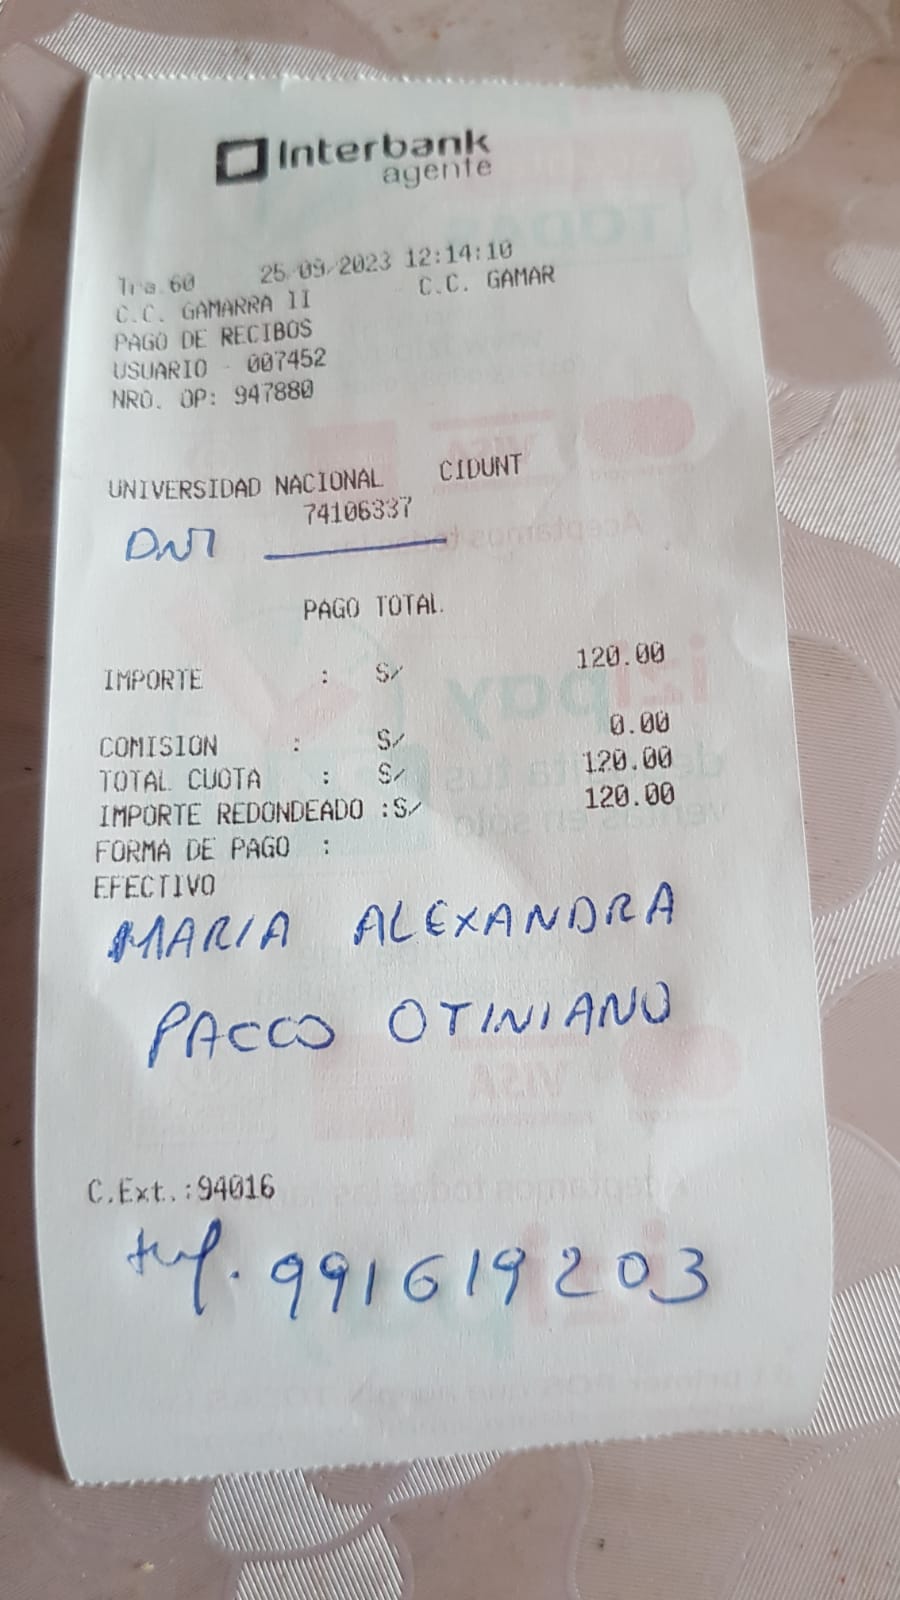 Interbank
agente
Tra.60 25/09/2023 12:14:10
C.C. GAMARRA II C.C. GAMAR
PAGO DE RECIBOS
USUARIO - 007452
NRO. OP: 947880
UNIVERSIDAD NACIONAL CIDUNT
74106337
DNI
PAGO TOTAL
IMPORTE : S/ 120.00
COMISION : S/ 0.00
TOTAL CUOTA : S/ 120.00
IMPORTE REDONDEADO :S/ 120.00
FORMA DE PAGO :
EFECTIVO
MARIA ALEXANDRA
PACCO OTINIANO
C.Ext.:94016
telf. 991619203